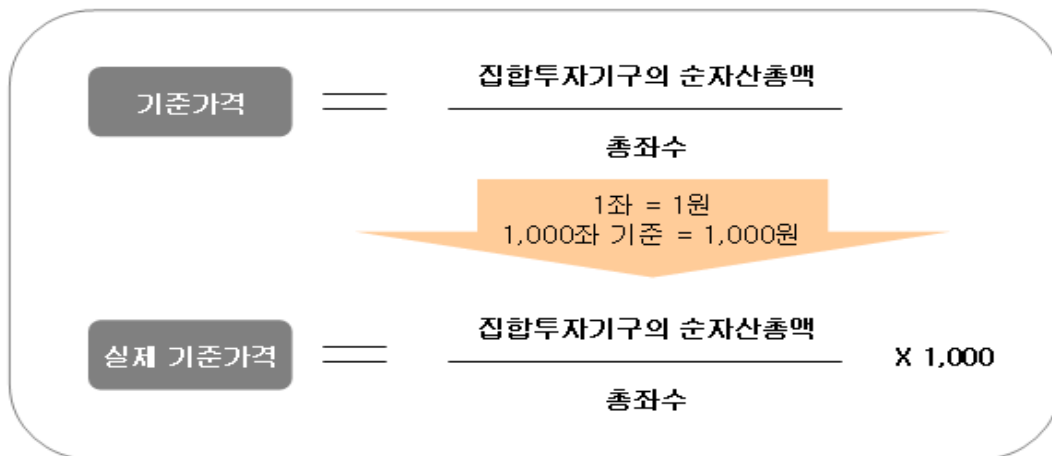 집합투자기구의 순자산총액
기준가격
총좌수
1좌 = 1원
1,000좌 기준 = 1,000원
집합투자기구의 순자산총액
실제 기준가격
X 1,000
총좌수